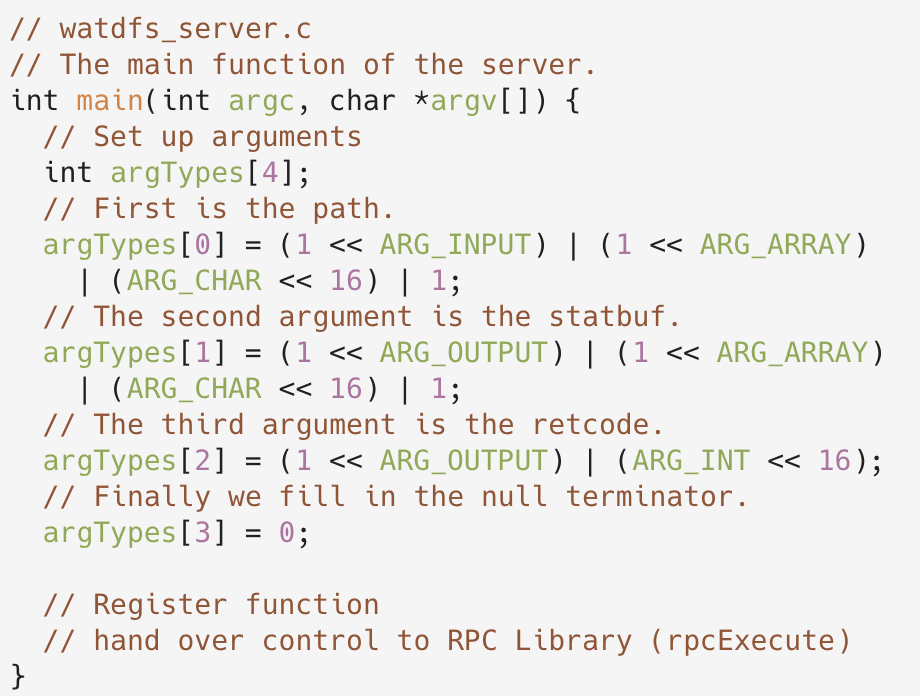 // watdfs_server.c
// The main function of the server.
int main(int argc, char *argv[]) {
  // Set up arguments
  int argTypes[4];
  // First is the path.
  argTypes[0] = (1 << ARG_INPUT) | (1 << ARG_ARRAY)
    | (ARG_CHAR << 16) | 1;
  // The second argument is the statbuf.
  argTypes[1] = (1 << ARG_OUTPUT) | (1 << ARG_ARRAY)
    | (ARG_CHAR << 16) | 1;
  // The third argument is the retcode.
  argTypes[2] = (1 << ARG_OUTPUT) | (ARG_INT << 16);
  // Finally we fill in the null terminator.
  argTypes[3] = 0;

  // Register function
  // hand over control to RPC Library (rpcExecute)
}